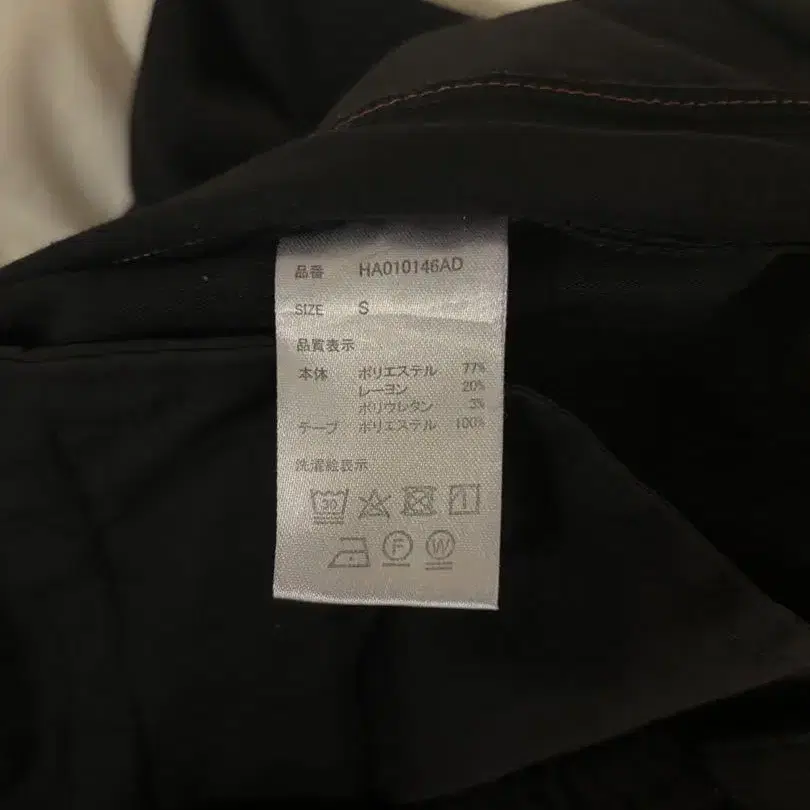 品番 HA010146AD
SIZE S
品質表示
本体 ポリエステル 77%
レーヨン 20%
ポリウレタン 3%
テープ ポリエステル 100%
洗濯絵表示
30
F W